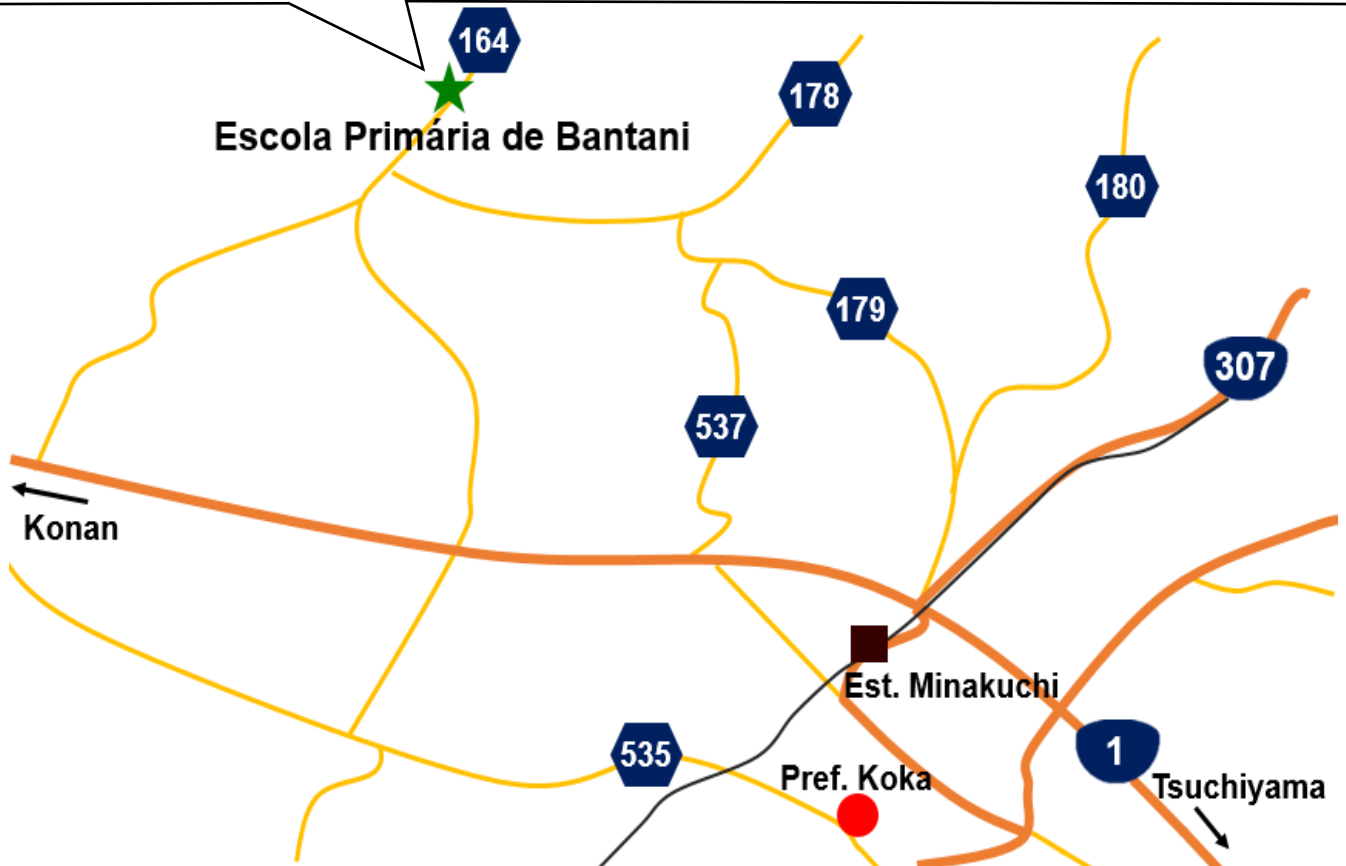 164
178
Escola Primária de Bantani
180
179
307
537
Konan
Est. Minakuchi
535
1
Pref. Koka
Tsuchiyama